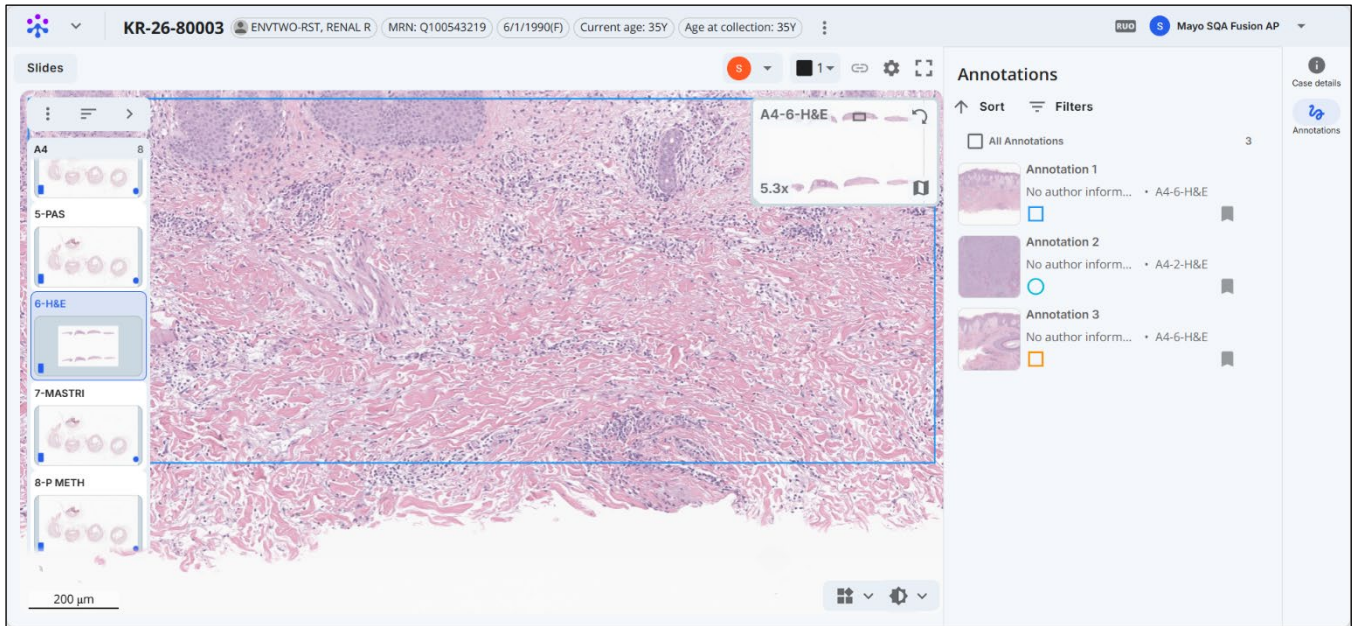 KR-26-80003 ENVTWO-RST, RENAL R MRN: Q100543219 6/1/1990(F) Current age: 35Y Age at collection: 35Y RUO S Mayo SQA Fusion AP
Slides
S 1
A4 8
5-PAS
6-H&E
7-MASTRI
8-P METH
A4-6-H&E
5.3x
200 μm
Annotations
Sort Filters
All Annotations 3
Annotation 1
No author inform... • A4-6-H&E
Annotation 2
No author inform... • A4-2-H&E
Annotation 3
No author inform... • A4-6-H&E
Case details
Annotations